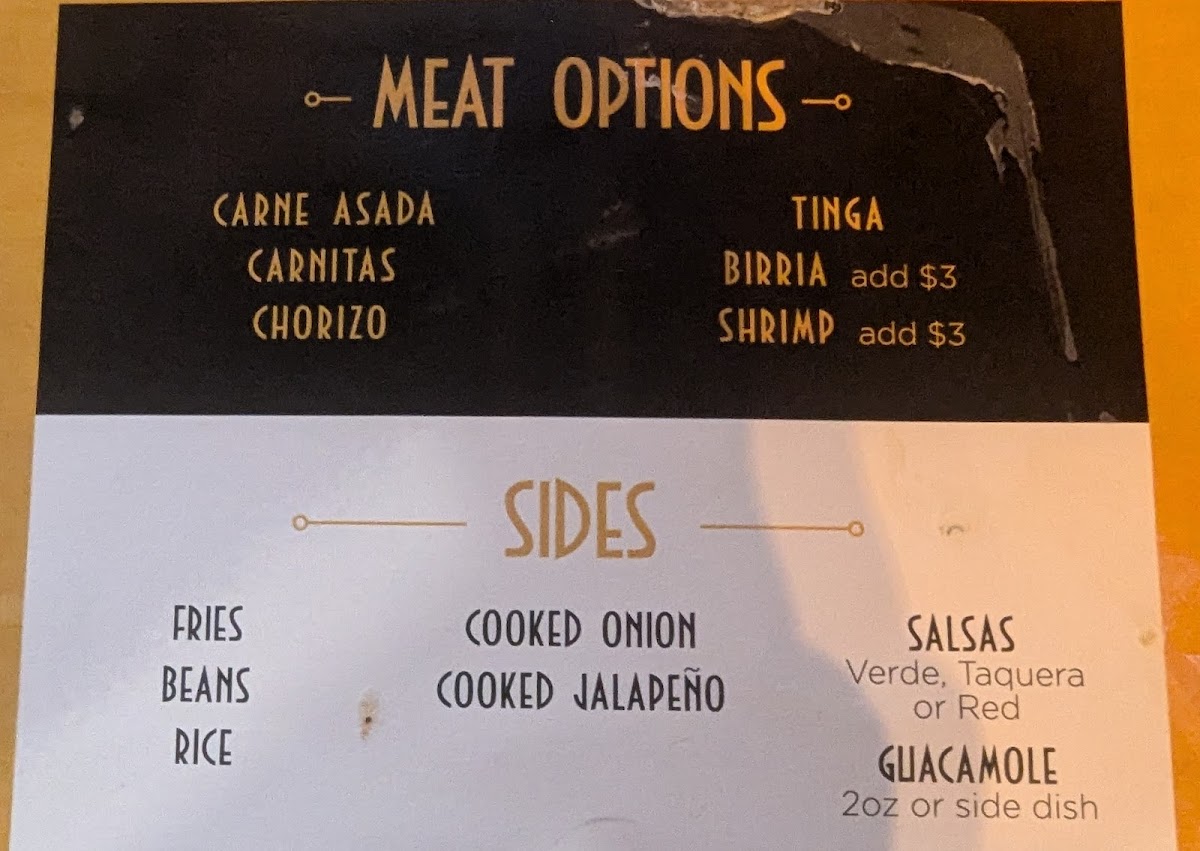 MEAT OPTIONS
CARNE ASADA
CARNITAS
CHORIZO
TINGA
BIRRIA add $3
SHRIMP add $3
SIDES
FRIES
BEANS
RICE
COOKED ONION
COOKED JALAPEÑO
SALSAS
Verde, Taquera
or Red
GUACAMOLE
2oz or side dish